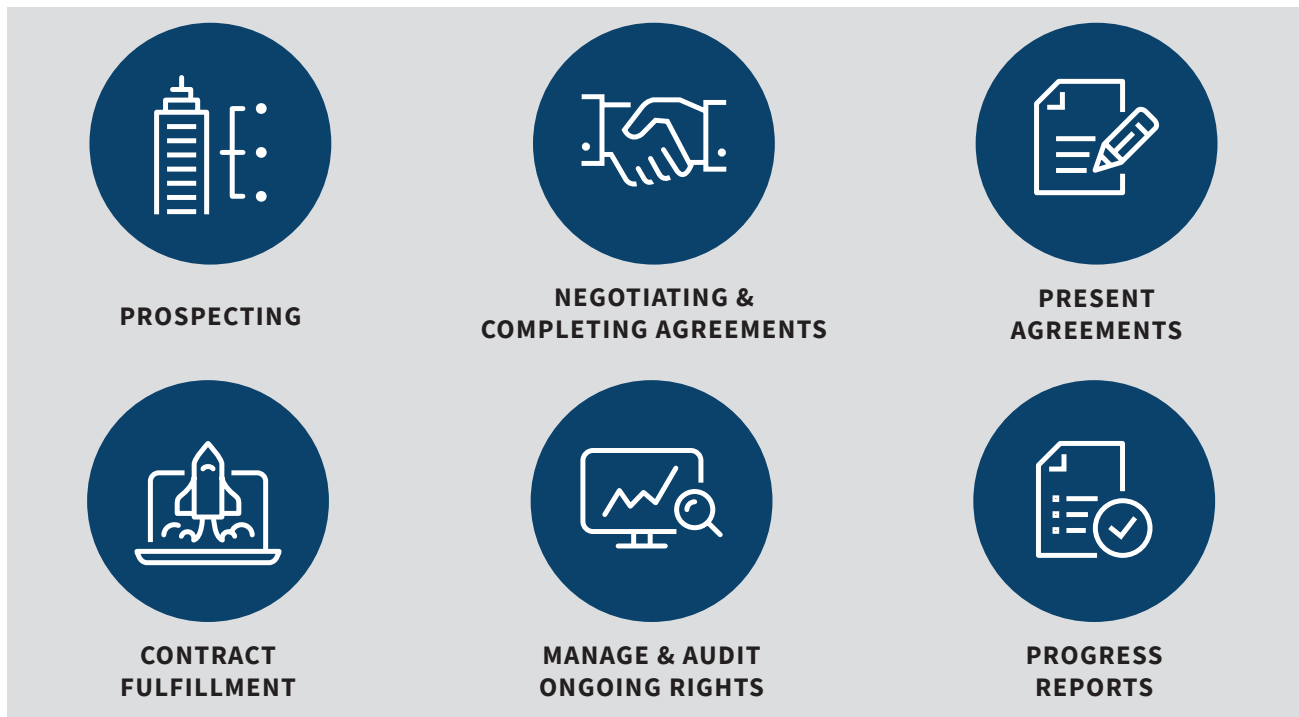 PROSPECTING
NEGOTIATING &
COMPLETING AGREEMENTS
PRESENT
AGREEMENTS
CONTRACT
FULFILLMENT
MANAGE & AUDIT
ONGOING RIGHTS
PROGRESS
REPORTS